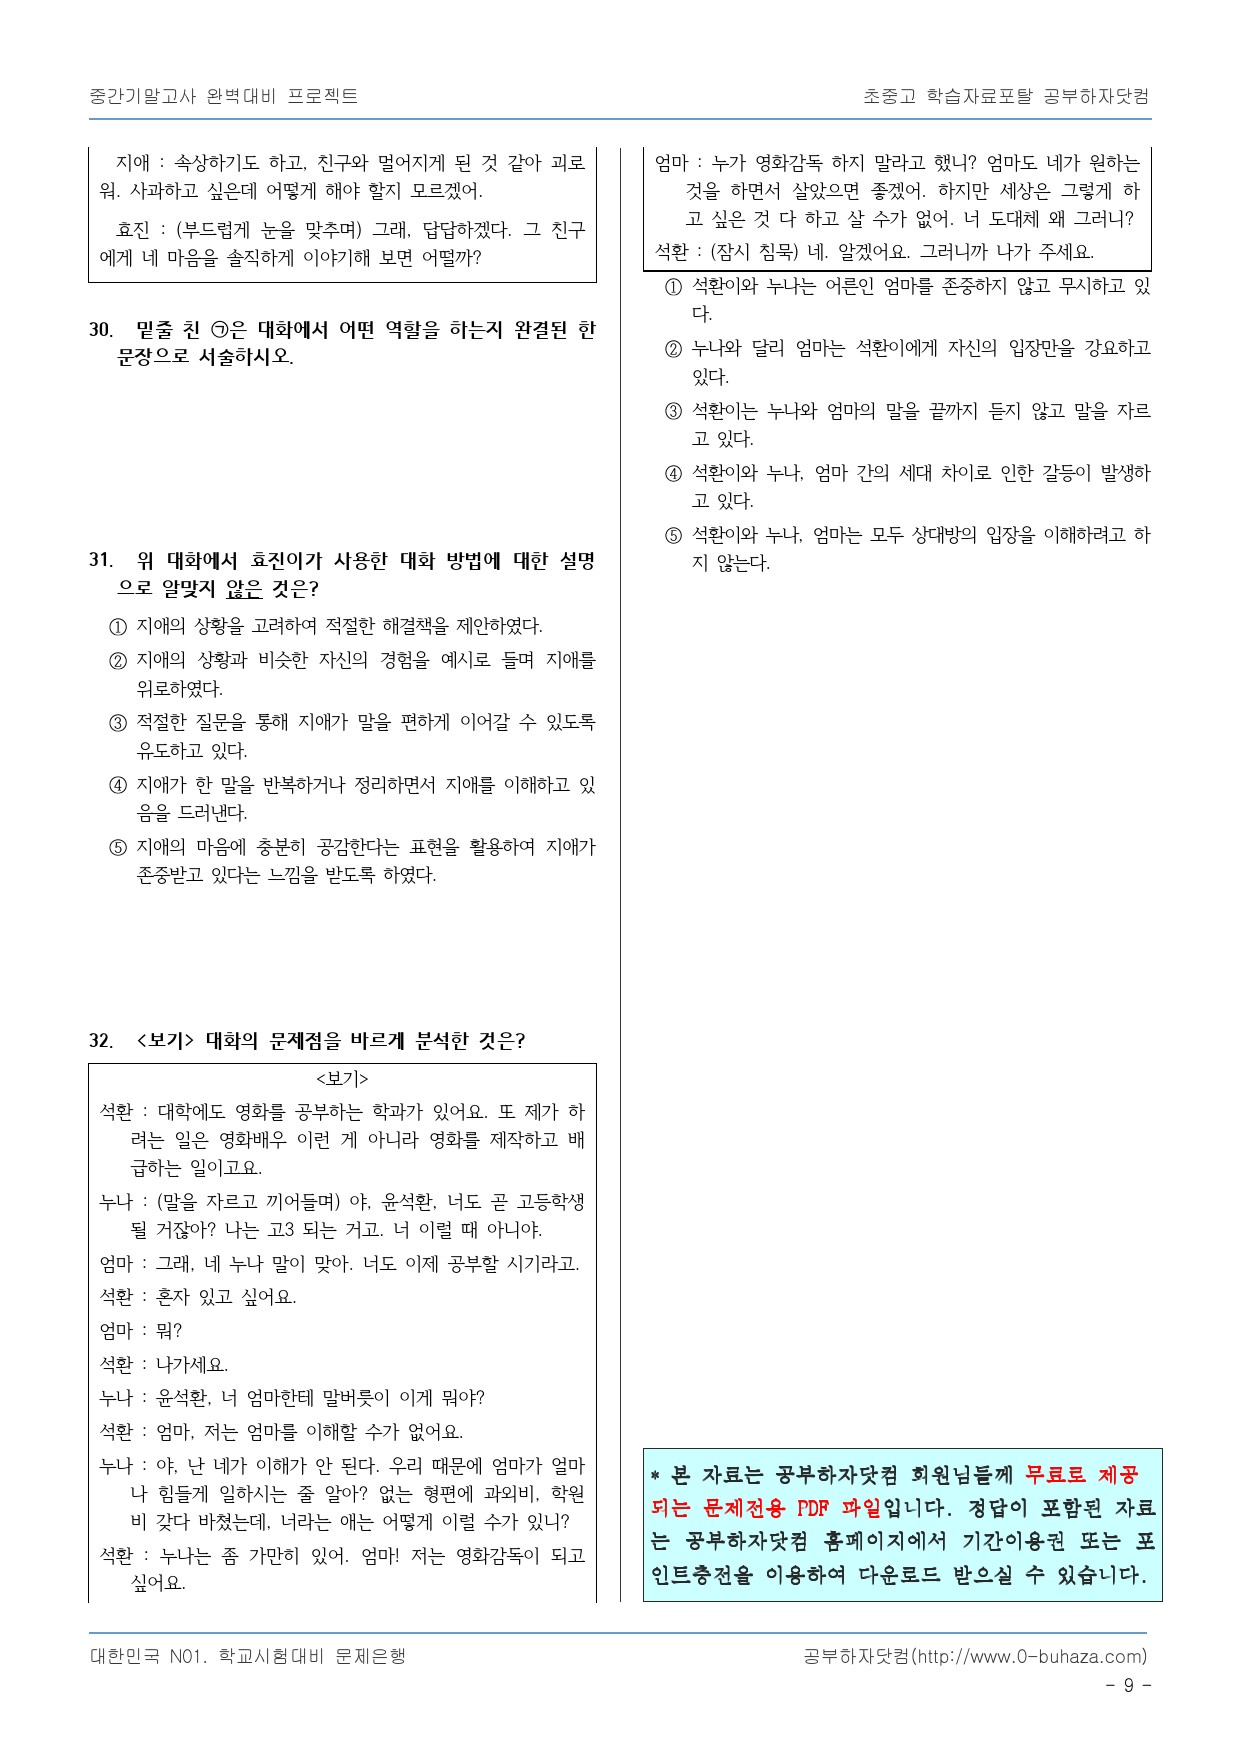 중간기말고사 완벽대비 프로젝트
초중고 학습자료포탈 공부하자닷컴
지애 : 속상하기도 하고, 친구와 멀어지게 된 것 같아 괴로
워. 사과하고 싶은데 어떻게 해야 할지 모르겠어.
효진 : (부드럽게 눈을 맞추며) 그래, 답답하겠다. 그 친구
에게 네 마음을 솔직하게 이야기해 보면 어떨까?
30. 밑줄 친 ㉠은 대화에서 어떤 역할을 하는지 완결된 한
문장으로 서술하시오.
31. 위 대화에서 효진이가 사용한 대화 방법에 대한 설명
으로 알맞지 않은 것은?
① 지애의 상황을 고려하여 적절한 해결책을 제안하였다.
② 지애의 상황과 비슷한 자신의 경험을 예시로 들며 지애를
위로하였다.
③ 적절한 질문을 통해 지애가 말을 편하게 이어갈 수 있도록
유도하고 있다.
④ 지애가 한 말을 반복하거나 정리하면서 지애를 이해하고 있
음을 드러낸다.
⑤ 지애의 마음에 충분히 공감한다는 표현을 활용하여 지애가
존중받고 있다는 느낌을 받도록 하였다.
32. <보기> 대화의 문제점을 바르게 분석한 것은?
<보기>
석환 : 대학에도 영화를 공부하는 학과가 있어요. 또 제가 하
려는 일은 영화배우 이런 게 아니라 영화를 제작하고 배
급하는 일이고요.
누나 : (말을 자르고 끼어들며) 야, 윤석환, 너도 곧 고등학생
될 거잖아? 나는 고3 되는 거고. 너 이럴 때 아니야.
엄마 : 그래, 네 누나 말이 맞아. 너도 이제 공부할 시기라고.
석환 : 혼자 있고 싶어요.
엄마 : 뭐?
석환 : 나가세요.
누나 : 윤석환, 너 엄마한테 말버릇이 이게 뭐야?
석환 : 엄마, 저는 엄마를 이해할 수가 없어요.
누나 : 야, 난 네가 이해가 안 된다. 우리 때문에 엄마가 얼마
나 힘들게 일하시는 줄 알아? 없는 형편에 과외비, 학원
비 갖다 바쳤는데, 너라는 애는 어떻게 이럴 수가 있니?
석환 : 누나는 좀 가만히 있어. 엄마! 저는 영화감독이 되고
싶어요.
엄마 : 누가 영화감독 하지 말라고 했니? 엄마도 네가 원하는
것을 하면서 살았으면 좋겠어. 하지만 세상은 그렇게 하
고 싶은 것 다 하고 살 수가 없어. 너 도대체 왜 그러니?
석환 : (잠시 침묵) 네. 알겠어요. 그러니까 나가 주세요.
① 석환이와 누나는 어른인 엄마를 존중하지 않고 무시하고 있
다.
② 누나와 달리 엄마는 석환이에게 자신의 입장만을 강요하고
있다.
③ 석환이는 누나와 엄마의 말을 끝까지 듣지 않고 말을 자르
고 있다.
④ 석환이와 누나, 엄마 간의 세대 차이로 인한 갈등이 발생하
고 있다.
⑤ 석환이와 누나, 엄마는 모두 상대방의 입장을 이해하려고 하
지 않는다.
* 본 자료는 공부하자닷컴 회원님들께 무료로 제공
되는 문제전용 PDF 파일입니다. 정답이 포함된 자료
는 공부하자닷컴 홈페이지에서 기간이용권 또는 포
인트충전을 이용하여 다운로드 받으실 수 있습니다.
대한민국 N01. 학교시험대비 문제은행
공부하자닷컴(http://www.0-buhaza.com)
- 9 -